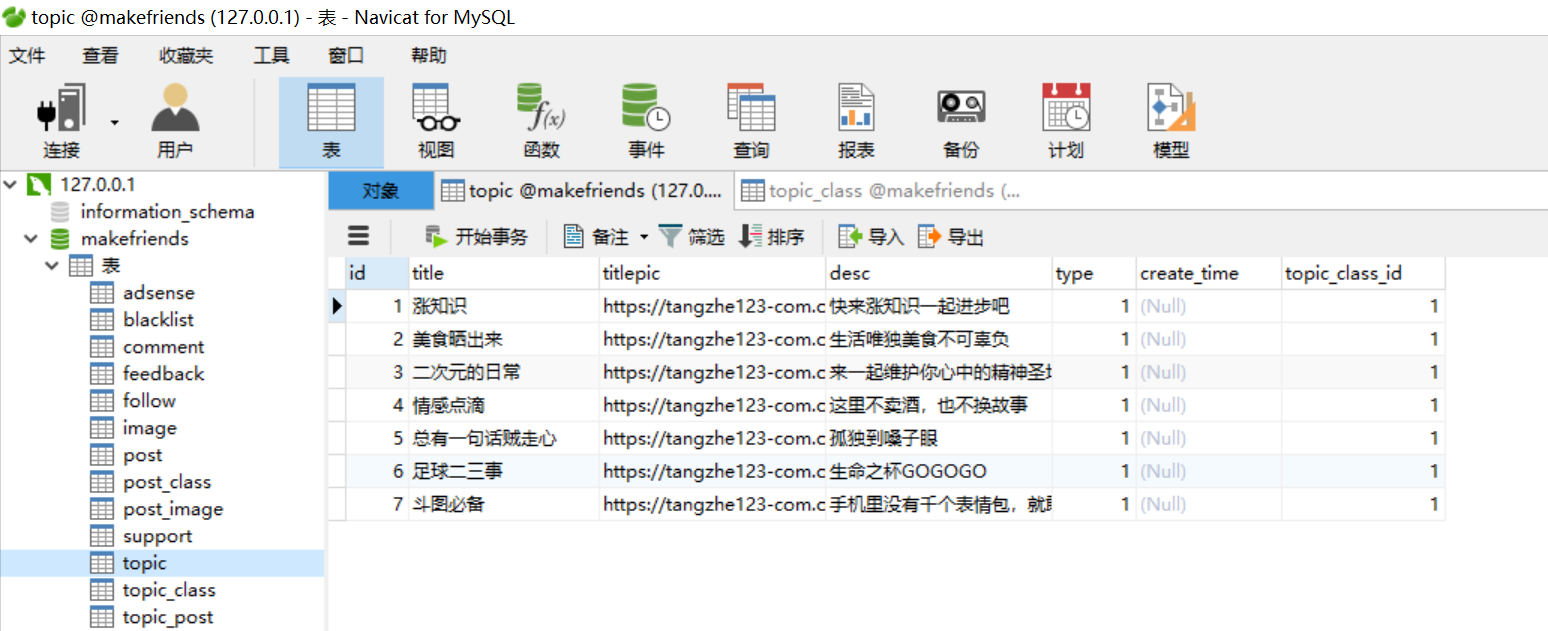 topic @makefriends (127.0.0.1) - 表 - Navicat for MySQL
文件 查看 收藏夹 工具 窗口 帮助
连接 用户 表 视图 函数 事件 查询 报表 备份 计划 模型
127.0.0.1
information_schema
makefriends
表
adsense
blacklist
comment
feedback
follow
image
post
post_class
post_image
support
topic
topic_class
topic_post
对象 topic @makefriends (127.0.... topic_class @makefriends (...
开始事务 备注 筛选 排序 导入 导出
id title titlepic desc type create_time topic_class_id
1 涨知识 https://tangzhe123-com.c 快来涨知识一起进步吧 1 (Null) 1
2 美食晒出来 https://tangzhe123-com.c 生活唯独美食不可辜负 1 (Null) 1
3 二次元的日常 https://tangzhe123-com.c 来一起维护你心中的精神圣 1 (Null) 1
4 情感点滴 https://tangzhe123-com.c 这里不卖酒，也不换故事 1 (Null) 1
5 总有一句话贼走心 https://tangzhe123-com.c 孤独到嗓子眼 1 (Null) 1
6 足球二三事 https://tangzhe123-com.c 生命之杯GOGOGO 1 (Null) 1
7 斗图必备 https://tangzhe123-com.c 手机里没有千个表情包，就 1 (Null) 1